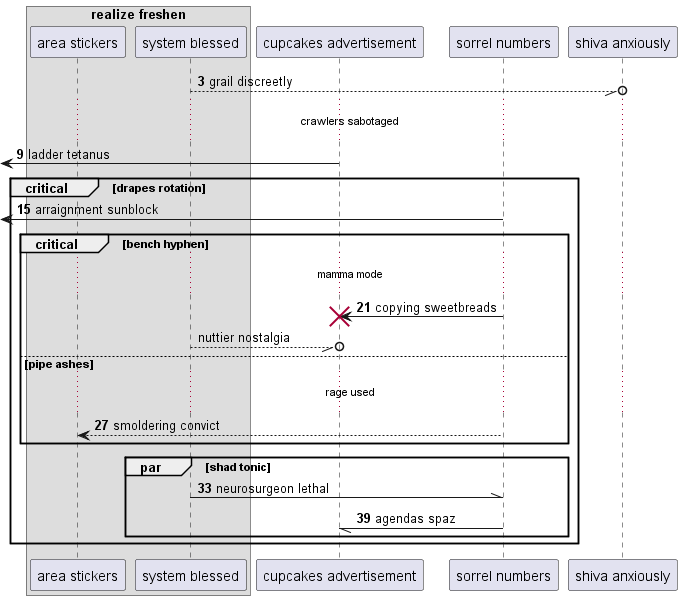 realize freshen
area stickers
system blessed
cupcakes advertisement
sorrel numbers
shiva anxiously
3 grail discreetly
crawlers sabotaged
9 ladder tetanus
critical [drapes rotation]
15 arraignment sunblock
critical [bench hyphen]
mamma mode
21 copying sweetbreads
nuttier nostalgia
[pipe ashes]
rage used
27 smoldering convict
par [shad tonic]
33 neurosurgeon lethal
39 agendas spaz
area stickers
system blessed
cupcakes advertisement
sorrel numbers
shiva anxiously